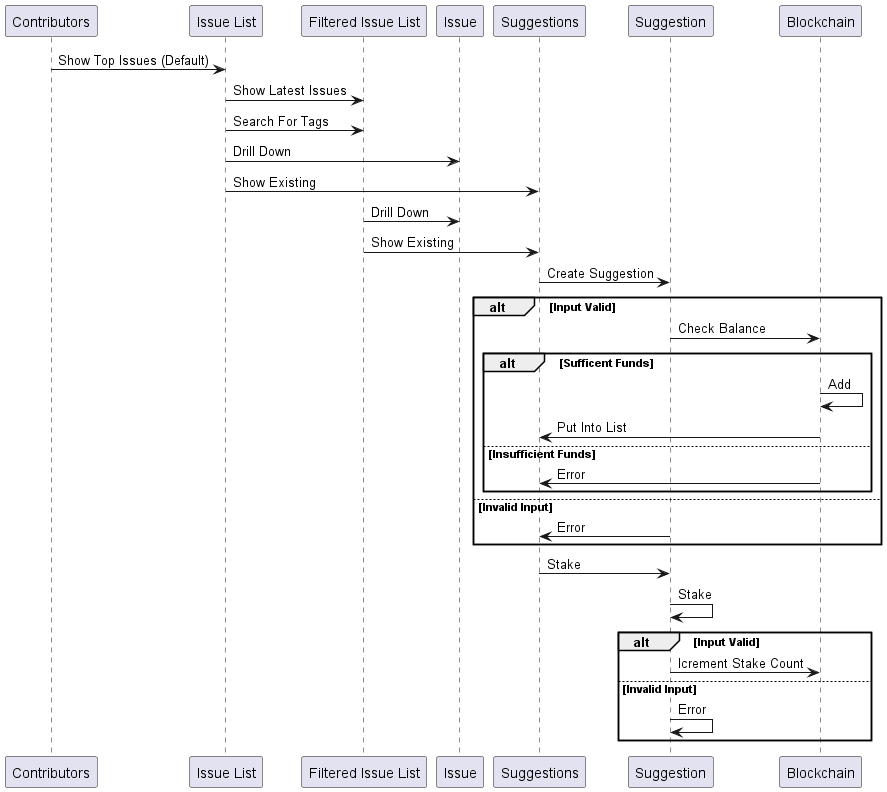 Contributors Issue List Filtered Issue List Issue Suggestions Suggestion Blockchain
Show Top Issues (Default)
Show Latest Issues
Search For Tags
Drill Down
Show Existing
Drill Down
Show Existing
Create Suggestion
alt [Input Valid]
Check Balance
alt [Sufficent Funds]
Add
Put Into List
[Insufficient Funds]
Error
[Invalid Input]
Error
Stake
Stake
alt [Input Valid]
Icrement Stake Count
[Invalid Input]
Error
Contributors Issue List Filtered Issue List Issue Suggestions Suggestion Blockchain